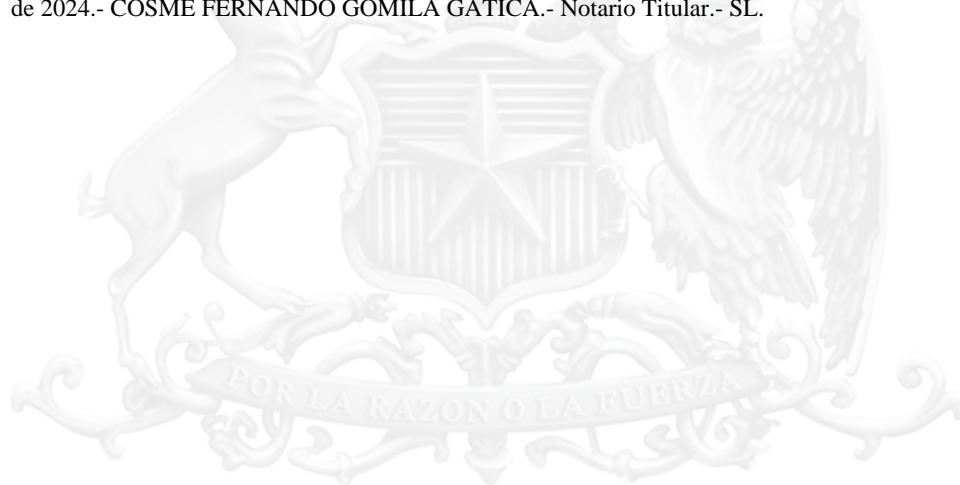 de 2024.- COSME FERNANDO GOMILA GATICA.- Notario Titular.- SL.
POR LA RAZON O LA FUERZA